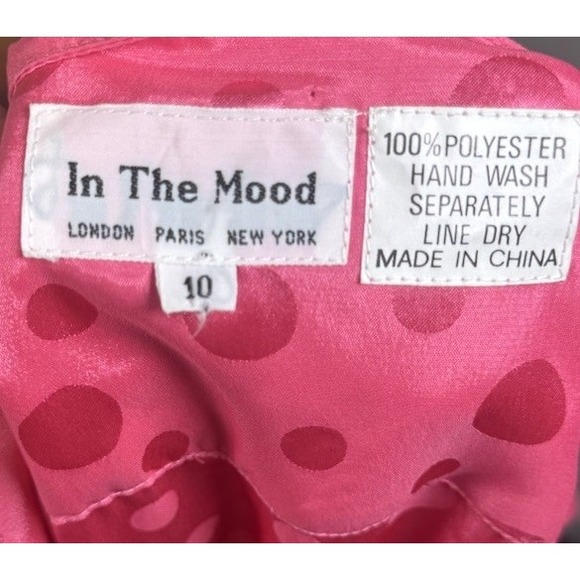 In The Mood
LONDON PARIS NEW YORK
10
100% POLYESTER
HAND WASH
SEPARATELY
LINE DRY
MADE IN CHINA